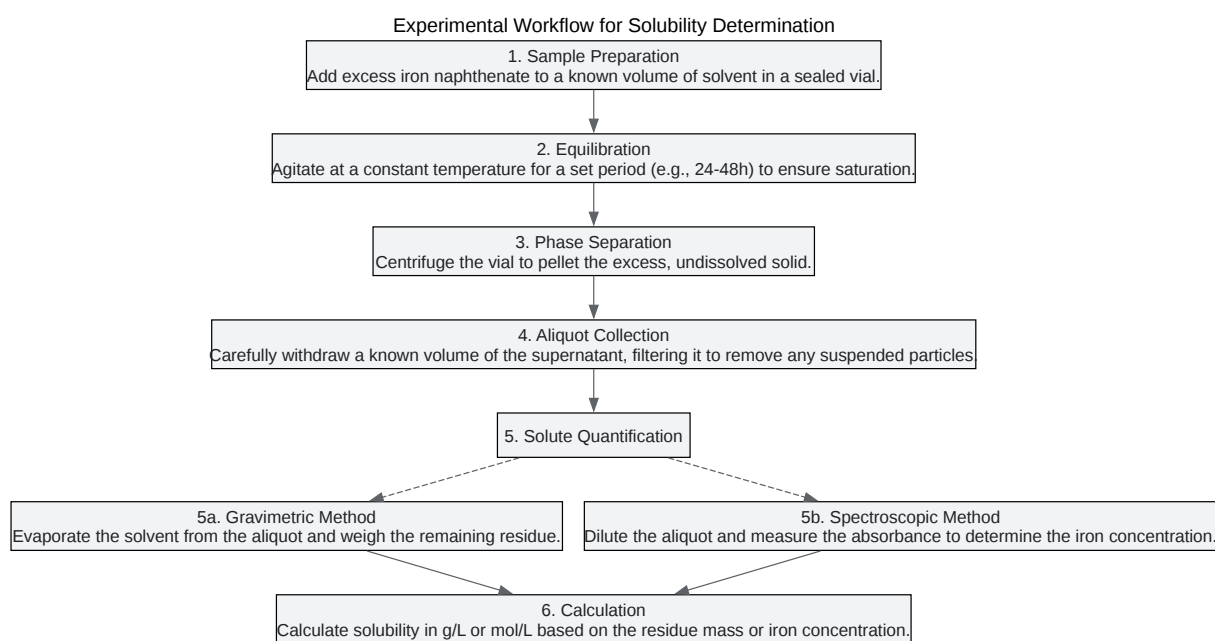 Experimental Workflow for Solubility Determination
1. Sample Preparation
Add excess iron naphthenate to a known volume of solvent in a sealed vial.
2. Equilibration
Agitate at a constant temperature for a set period (e.g., 24-48h) to ensure saturation.
3. Phase Separation
Centrifuge the vial to pellet the excess, undissolved solid.
4. Aliquot Collection
Carefully withdraw a known volume of the supernatant, filtering it to remove any suspended particles.
5. Solute Quantification
5a. Gravimetric Method
Evaporate the solvent from the aliquot and weigh the remaining residue.
5b. Spectroscopic Method
Dilute the aliquot and measure the absorbance to determine the iron concentration.
6. Calculation
Calculate solubility in g/L or mol/L based on the residue mass or iron concentration.